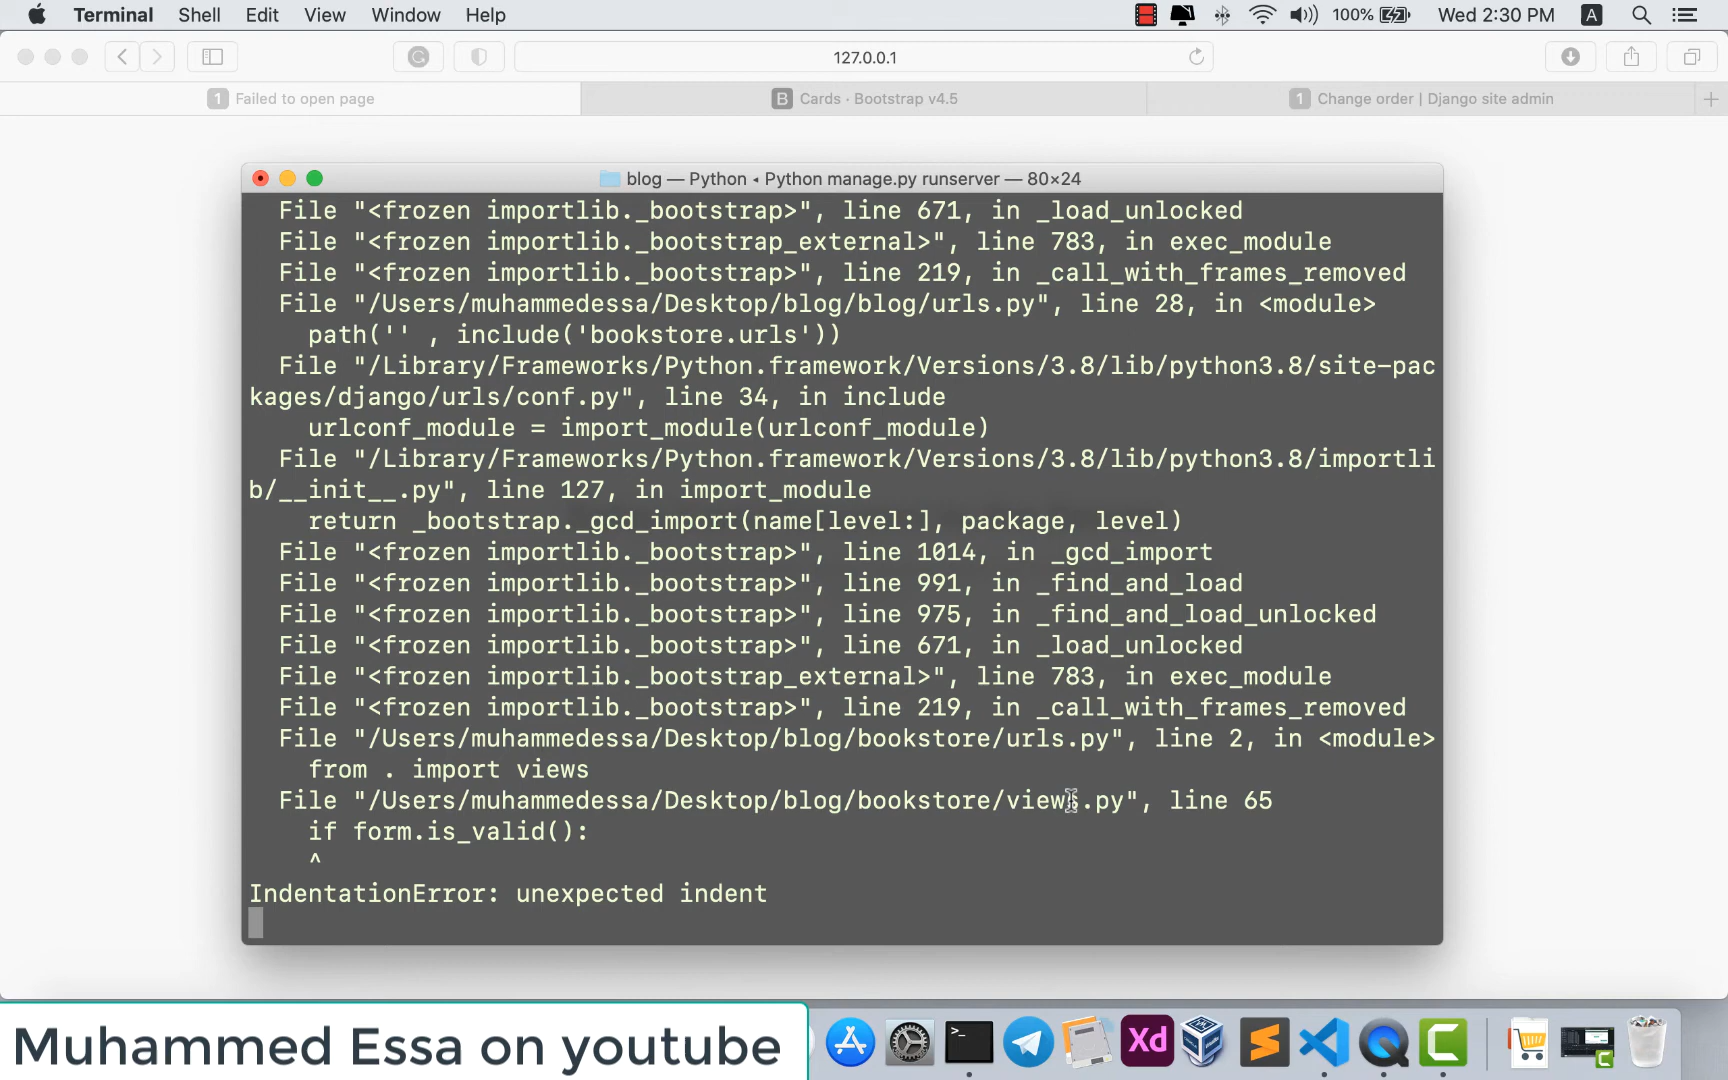 Terminal Shell Edit View Window Help 100% Wed 2:30 PM A
127.0.0.1
1 Failed to open page B Cards · Bootstrap v4.5 1 Change order | Django site admin
blog — Python ◂ Python manage.py runserver — 80×24
File "<frozen importlib._bootstrap>", line 671, in _load_unlocked
File "<frozen importlib._bootstrap_external>", line 783, in exec_module
File "<frozen importlib._bootstrap>", line 219, in _call_with_frames_removed
File "/Users/muhammedessa/Desktop/blog/blog/urls.py", line 28, in <module>
path('' , include('bookstore.urls'))
File "/Library/Frameworks/Python.framework/Versions/3.8/lib/python3.8/site-pac
kages/django/urls/conf.py", line 34, in include
urlconf_module = import_module(urlconf_module)
File "/Library/Frameworks/Python.framework/Versions/3.8/lib/python3.8/importli
b/__init__.py", line 127, in import_module
return _bootstrap._gcd_import(name[level:], package, level)
File "<frozen importlib._bootstrap>", line 1014, in _gcd_import
File "<frozen importlib._bootstrap>", line 991, in _find_and_load
File "<frozen importlib._bootstrap>", line 975, in _find_and_load_unlocked
File "<frozen importlib._bootstrap>", line 671, in _load_unlocked
File "<frozen importlib._bootstrap_external>", line 783, in exec_module
File "<frozen importlib._bootstrap>", line 219, in _call_with_frames_removed
File "/Users/muhammedessa/Desktop/blog/bookstore/urls.py", line 2, in <module>
from . import views
File "/Users/muhammedessa/Desktop/blog/bookstore/views.py", line 65
if form.is_valid():
^
IndentationError: unexpected indent
Muhammed Essa on youtube
>_ Xd C